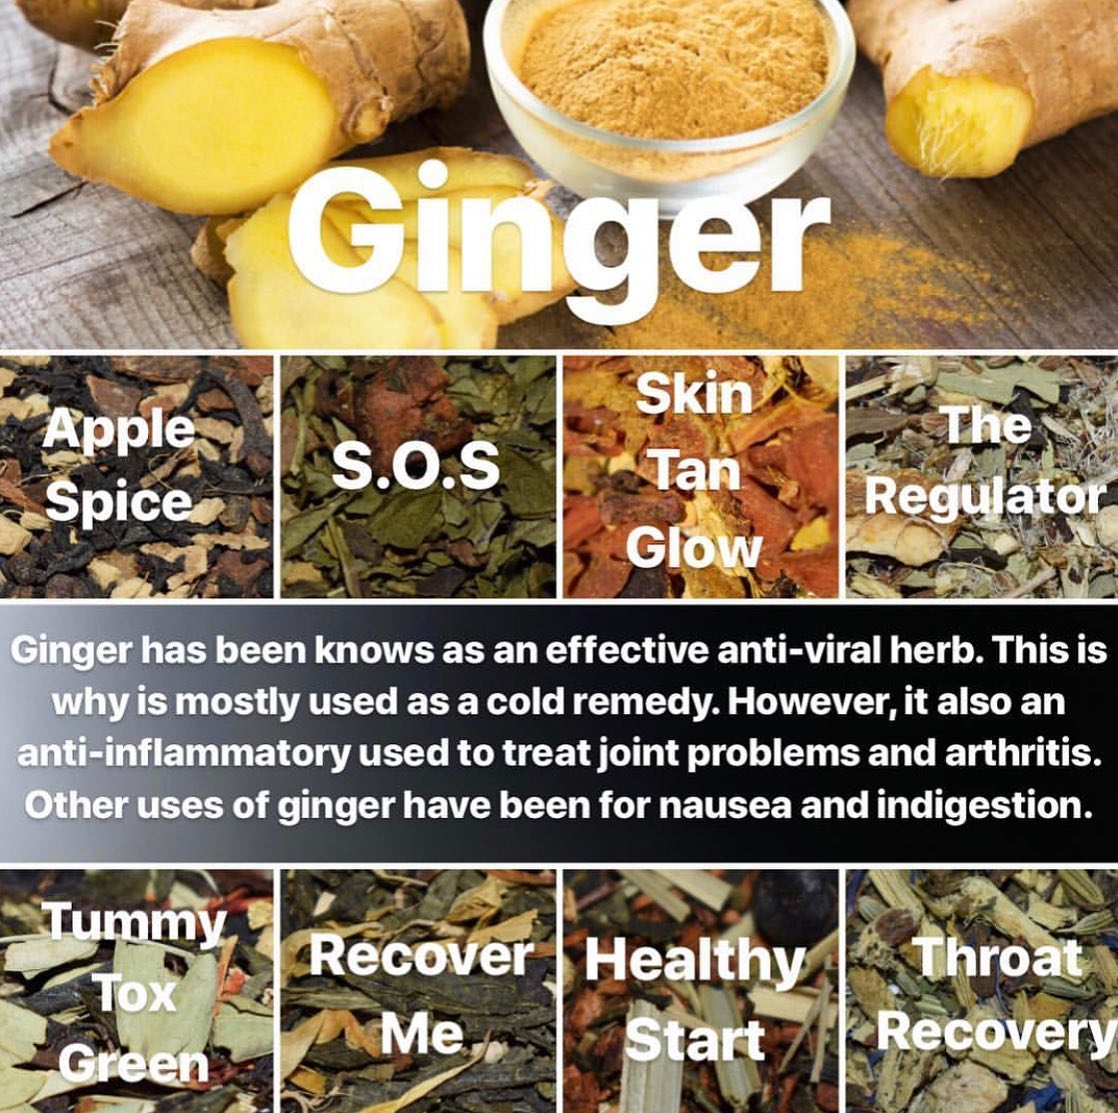 Ginger
Apple
Spice
S.O.S
Skin
Tan
Glow
The
Regulator
Ginger has been knows as an effective anti-viral herb. This is
why is mostly used as a cold remedy. However, it also an
anti-inflammatory used to treat joint problems and arthritis.
Other uses of ginger have been for nausea and indigestion.
Tummy
Tox
Green
Recover
Me
Healthy
Start
Throat
Recovery